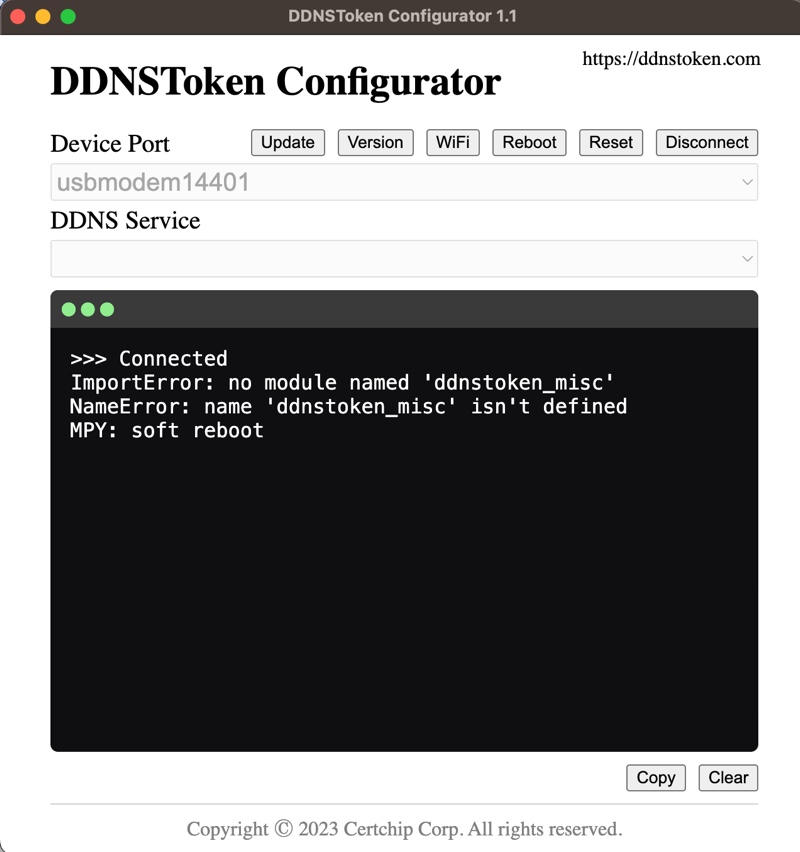 DDNSToken Configurator 1.1
https://ddnstoken.com
DDNSToken Configurator
Device Port Update Version WiFi Reboot Reset Disconnect
usbmodem14401
DDNS Service
>>> Connected
ImportError: no module named 'ddnstoken_misc'
NameError: name 'ddnstoken_misc' isn't defined
MPY: soft reboot
Copy Clear
Copyright © 2023 Certchip Corp. All rights reserved.